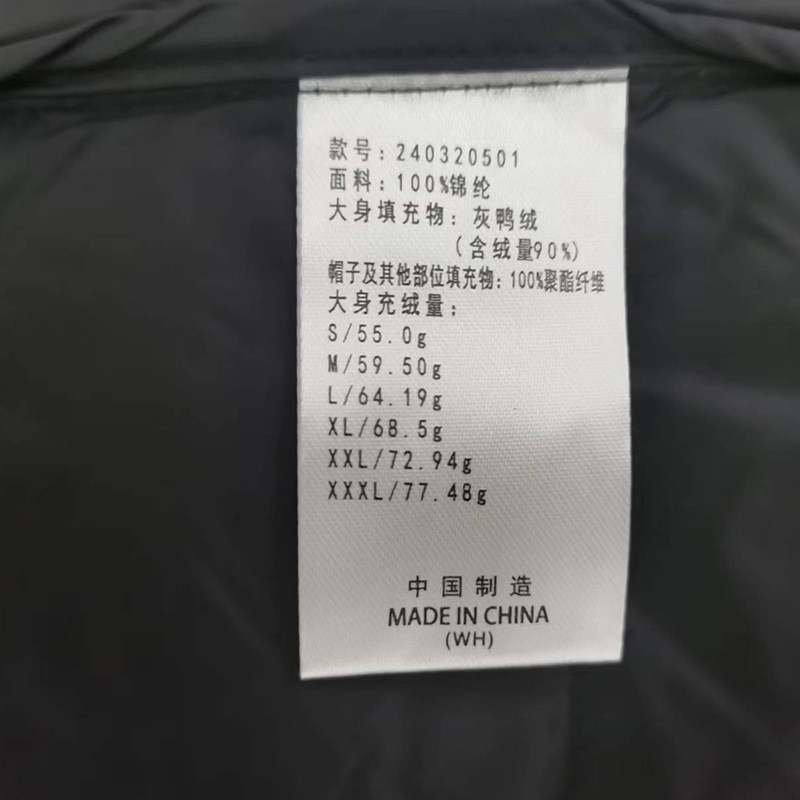 款号：240320501
面料：100%锦纶
大身填充物：灰鸭绒
（含绒量90%）
帽子及其他部位填充物：100%聚酯纤维
大身充绒量：
S/55.0g
M/59.50g
L/64.19g
XL/68.5g
XXL/72.94g
XXXL/77.48g
中国制造
MADE IN CHINA
(WH)